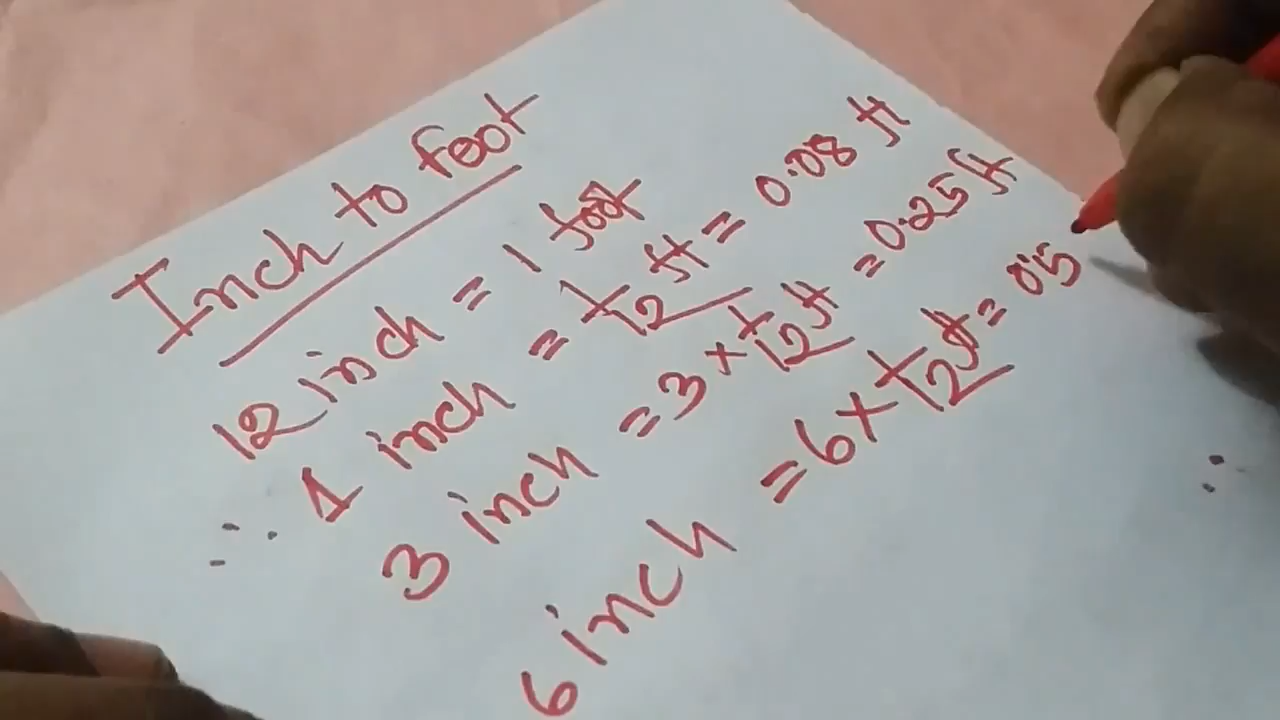 Inch to foot
12 inch = 1 foot
∴ 1 inch = 1/12 ft = 0.08 ft
3 inch = 3 × 1/12 ft = 0.25 ft
6 inch = 6 × 1/12 ft = 0.5